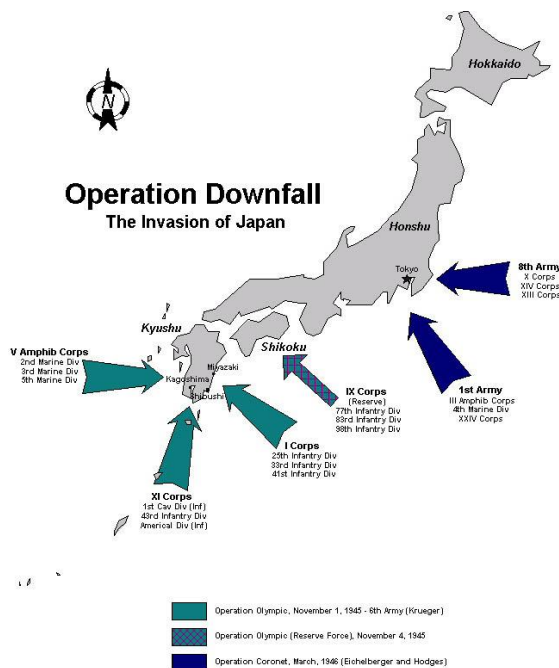 N
Hokkaido
Operation Downfall
The Invasion of Japan
Honshu
Tokyo
8th Army
X Corps
XIV Corps
XIII Corps
Kyushu
Shikoku
V Amphib Corps
2nd Marine Div
3rd Marine Div
5th Marine Div
Miyazaki
Kagoshima
Shibushi
1st Army
III Amphib Corps
4th Marine Div
XXIV Corps
IX Corps
(Reserve)
77th Infantry Div
83rd Infantry Div
98th Infantry Div
I Corps
25th Infantry Div
33rd Infantry Div
41st Infantry Div
XI Corps
1st Cav Div (Inf)
43rd Infantry Div
Americal Div (Inf)
Operation Olympic, November 1, 1945 - 6th Army (Krueger)
Operation Olympic (Reserve Force), November 4, 1945
Operation Coronet, March, 1946 (Eichelberger and Hodges)